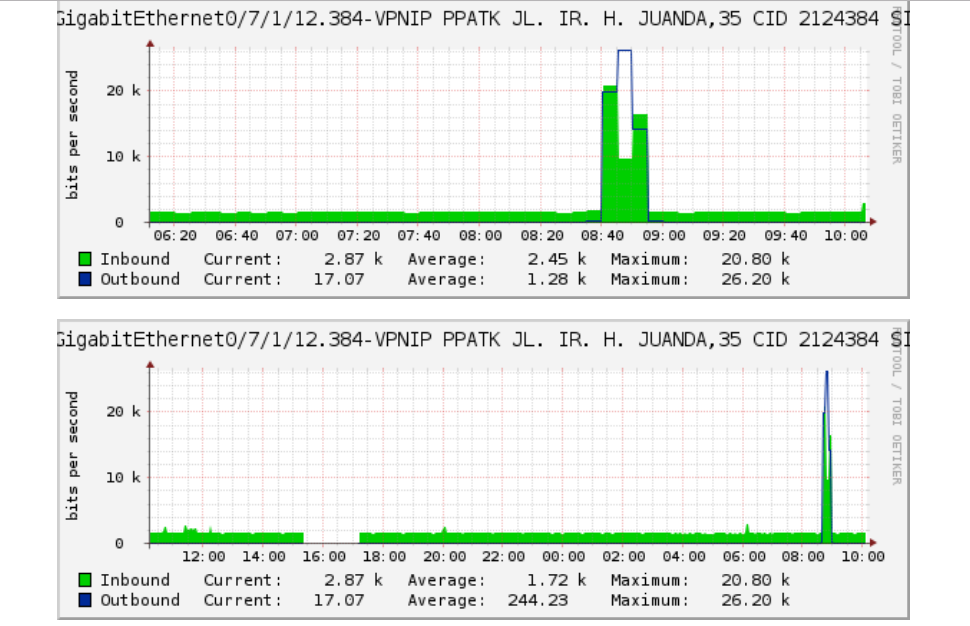 GigabitEthernet0/7/1/12.384-VPNIP PPATK JL. IR. H. JUANDA,35 CID 2124384
RRDTOOL / TOBI OETIKER
bits per second
20 k
10 k
0
06:20 06:40 07:00 07:20 07:40 08:00 08:20 08:40 09:00 09:20 09:40 10:00
Inbound Current: 2.87 k Average: 2.45 k Maximum: 20.80 k
Outbound Current: 17.07 Average: 1.28 k Maximum: 26.20 k
GigabitEthernet0/7/1/12.384-VPNIP PPATK JL. IR. H. JUANDA,35 CID 2124384
RRDTOOL / TOBI OETIKER
bits per second
20 k
10 k
0
12:00 14:00 16:00 18:00 20:00 22:00 00:00 02:00 04:00 06:00 08:00 10:00
Inbound Current: 2.87 k Average: 1.72 k Maximum: 20.80 k
Outbound Current: 17.07 Average: 244.23 Maximum: 26.20 k